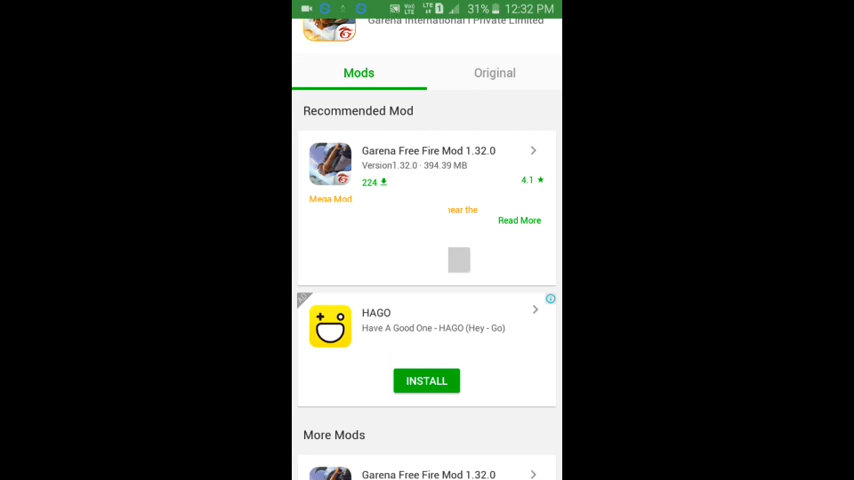 31% 12:32 PM
Garena International I Private Limited
Mods
Original
Recommended Mod
Garena Free Fire Mod 1.32.0
Version1.32.0 · 394.39 MB
224
4.1 ★
Mega Mod
near the
Read More
HAGO
Have A Good One - HAGO (Hey - Go)
INSTALL
More Mods
Garena Free Fire Mod 1.32.0